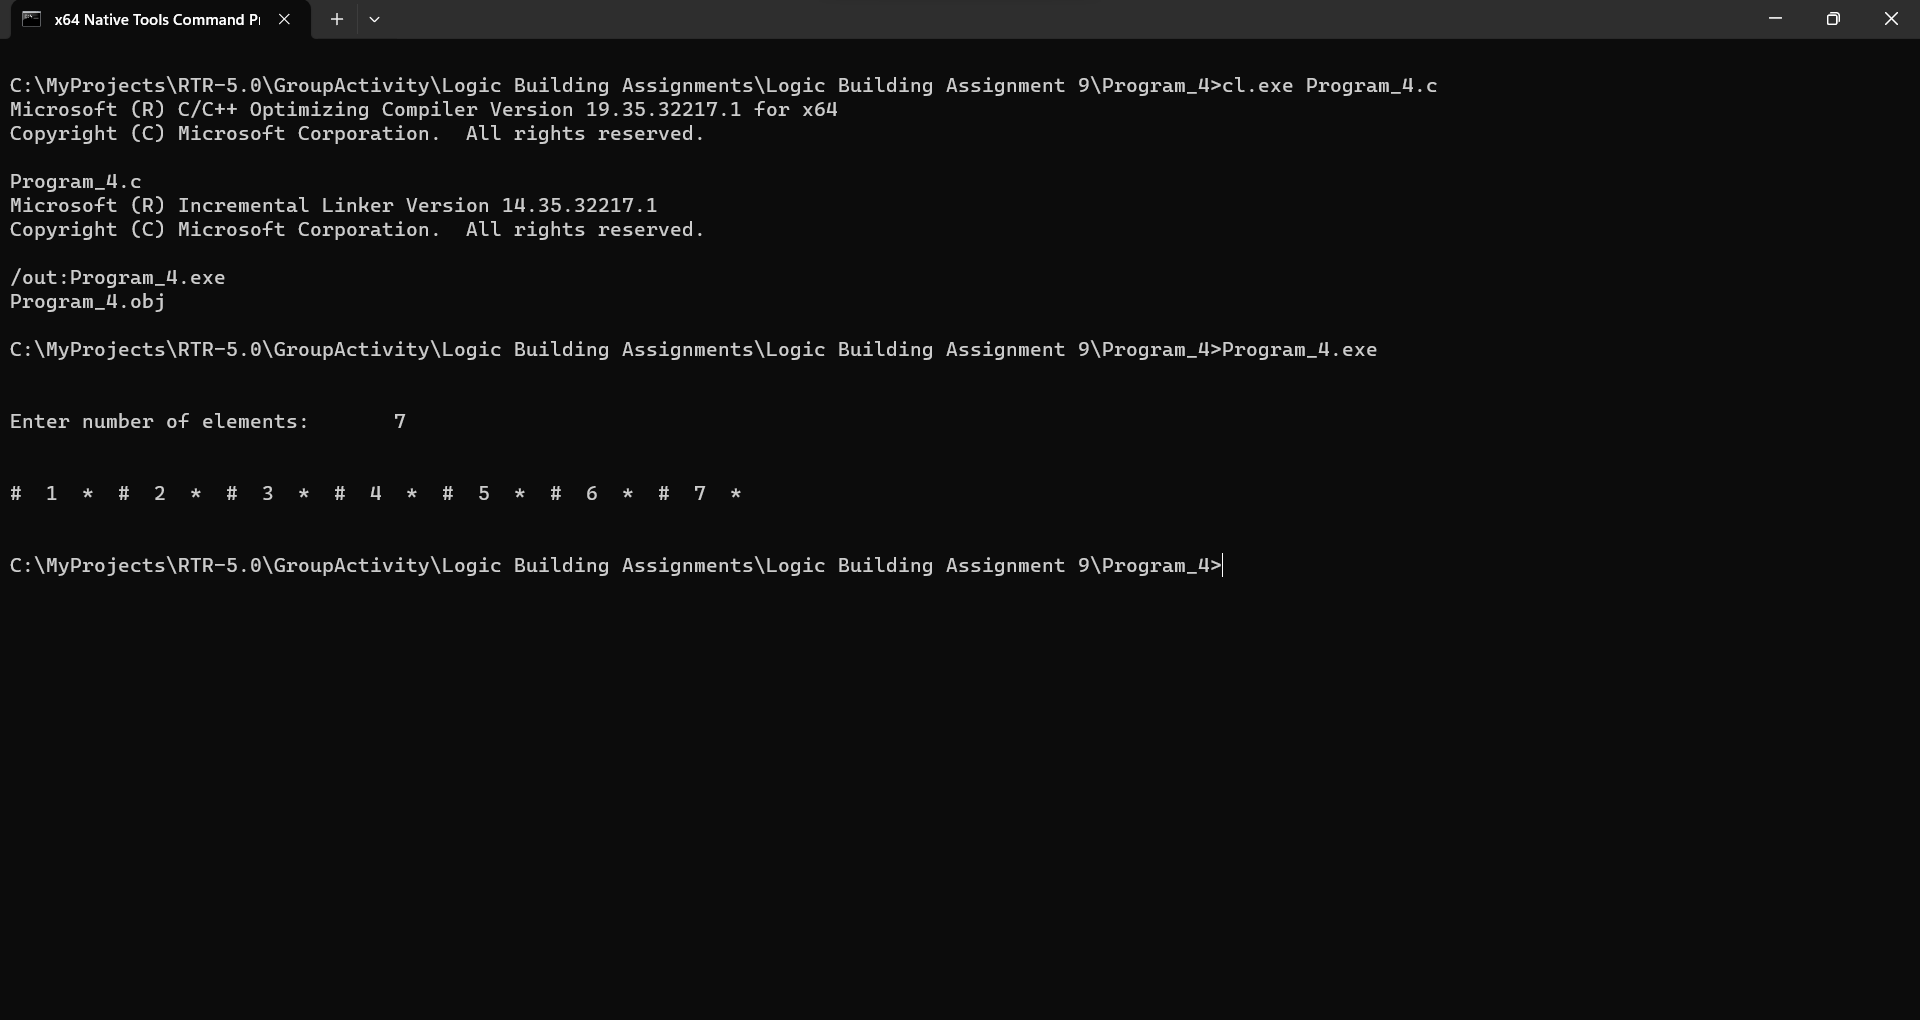 x64 Native Tools Command P
C:\MyProjects\RTR-5.0\GroupActivity\Logic Building Assignments\Logic Building Assignment 9\Program_4>cl.exe Program_4.c
Microsoft (R) C/C++ Optimizing Compiler Version 19.35.32217.1 for x64
Copyright (C) Microsoft Corporation.  All rights reserved.
Program_4.c
Microsoft (R) Incremental Linker Version 14.35.32217.1
Copyright (C) Microsoft Corporation.  All rights reserved.
/out:Program_4.exe
Program_4.obj
C:\MyProjects\RTR-5.0\GroupActivity\Logic Building Assignments\Logic Building Assignment 9\Program_4>Program_4.exe
Enter number of elements:       7
#  1  *  #  2  *  #  3  *  #  4  *  #  5  *  #  6  *  #  7  *
C:\MyProjects\RTR-5.0\GroupActivity\Logic Building Assignments\Logic Building Assignment 9\Program_4>